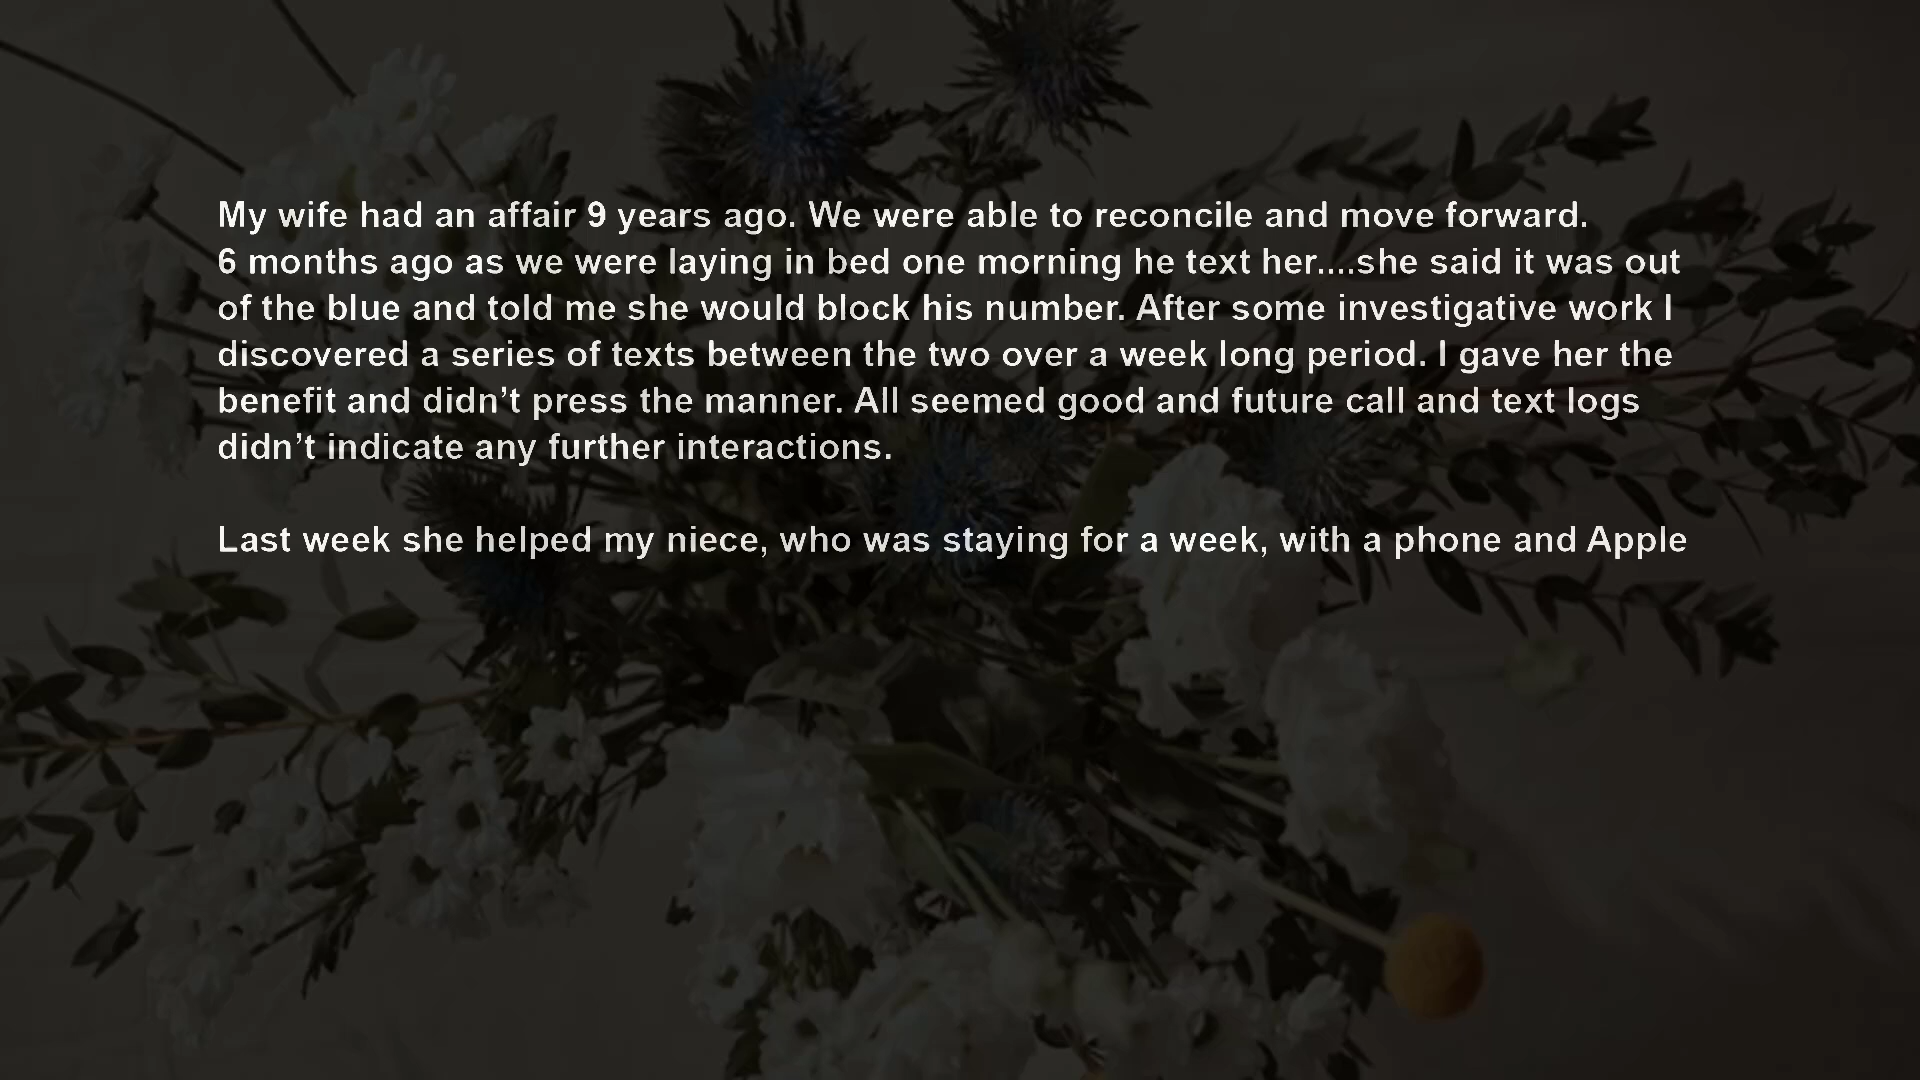 My wife had an affair 9 years ago. We were able to reconcile and move forward.
6 months ago as we were laying in bed one morning he text her....she said it was out
of the blue and told me she would block his number. After some investigative work I
discovered a series of texts between the two over a week long period. I gave her the
benefit and didn’t press the manner. All seemed good and future call and text logs
didn’t indicate any further interactions.
Last week she helped my niece, who was staying for a week, with a phone and Apple